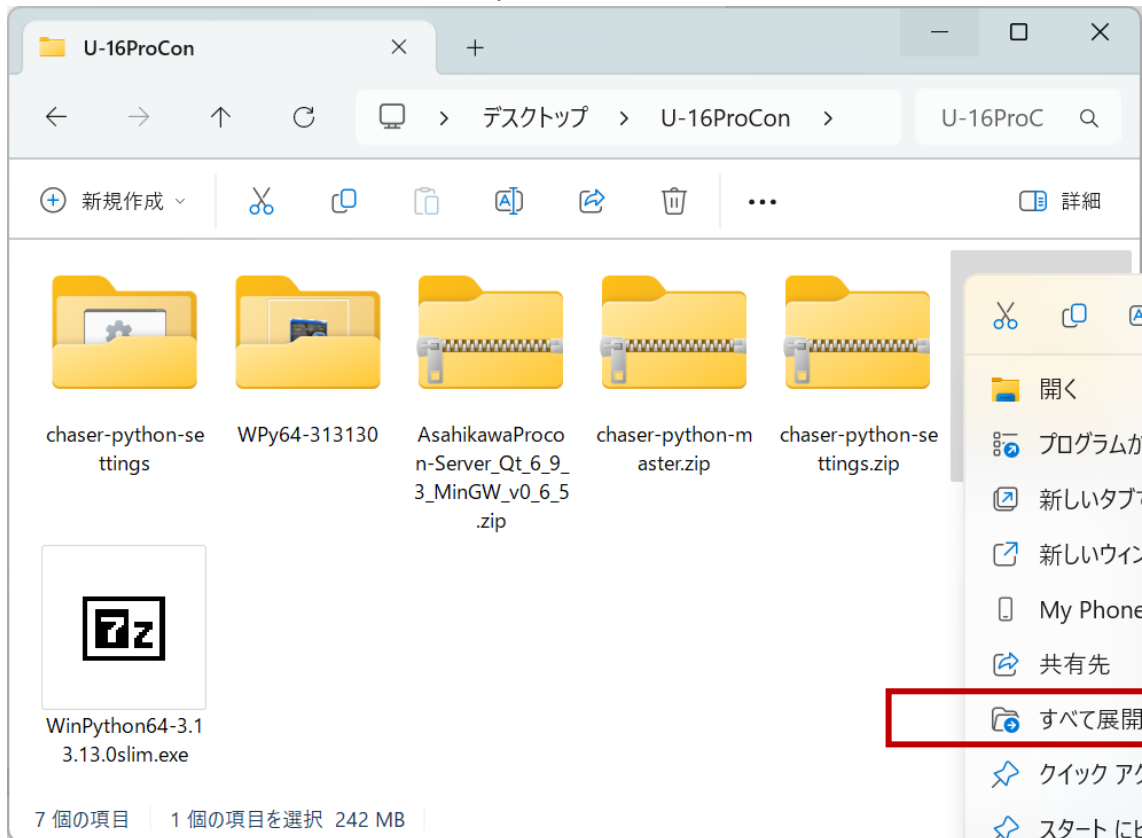 U-16ProCon
デスクトップ > U-16ProCon >
U-16ProC
新規作成
詳細
chaser-python-se
ttings
WPy64-313130
AsahikawaProco
n-Server_Qt_6_9_
3_MinGW_v0_6_5
.zip
chaser-python-m
aster.zip
chaser-python-se
ttings.zip
7z
WinPython64-3.1
3.13.0slim.exe
開く
プログラムが
新しいタブで
新しいウィン
My Phone
共有先
すべて展開
クイック アク
スタート にピ
7 個の項目
1 個の項目を選択 242 MB